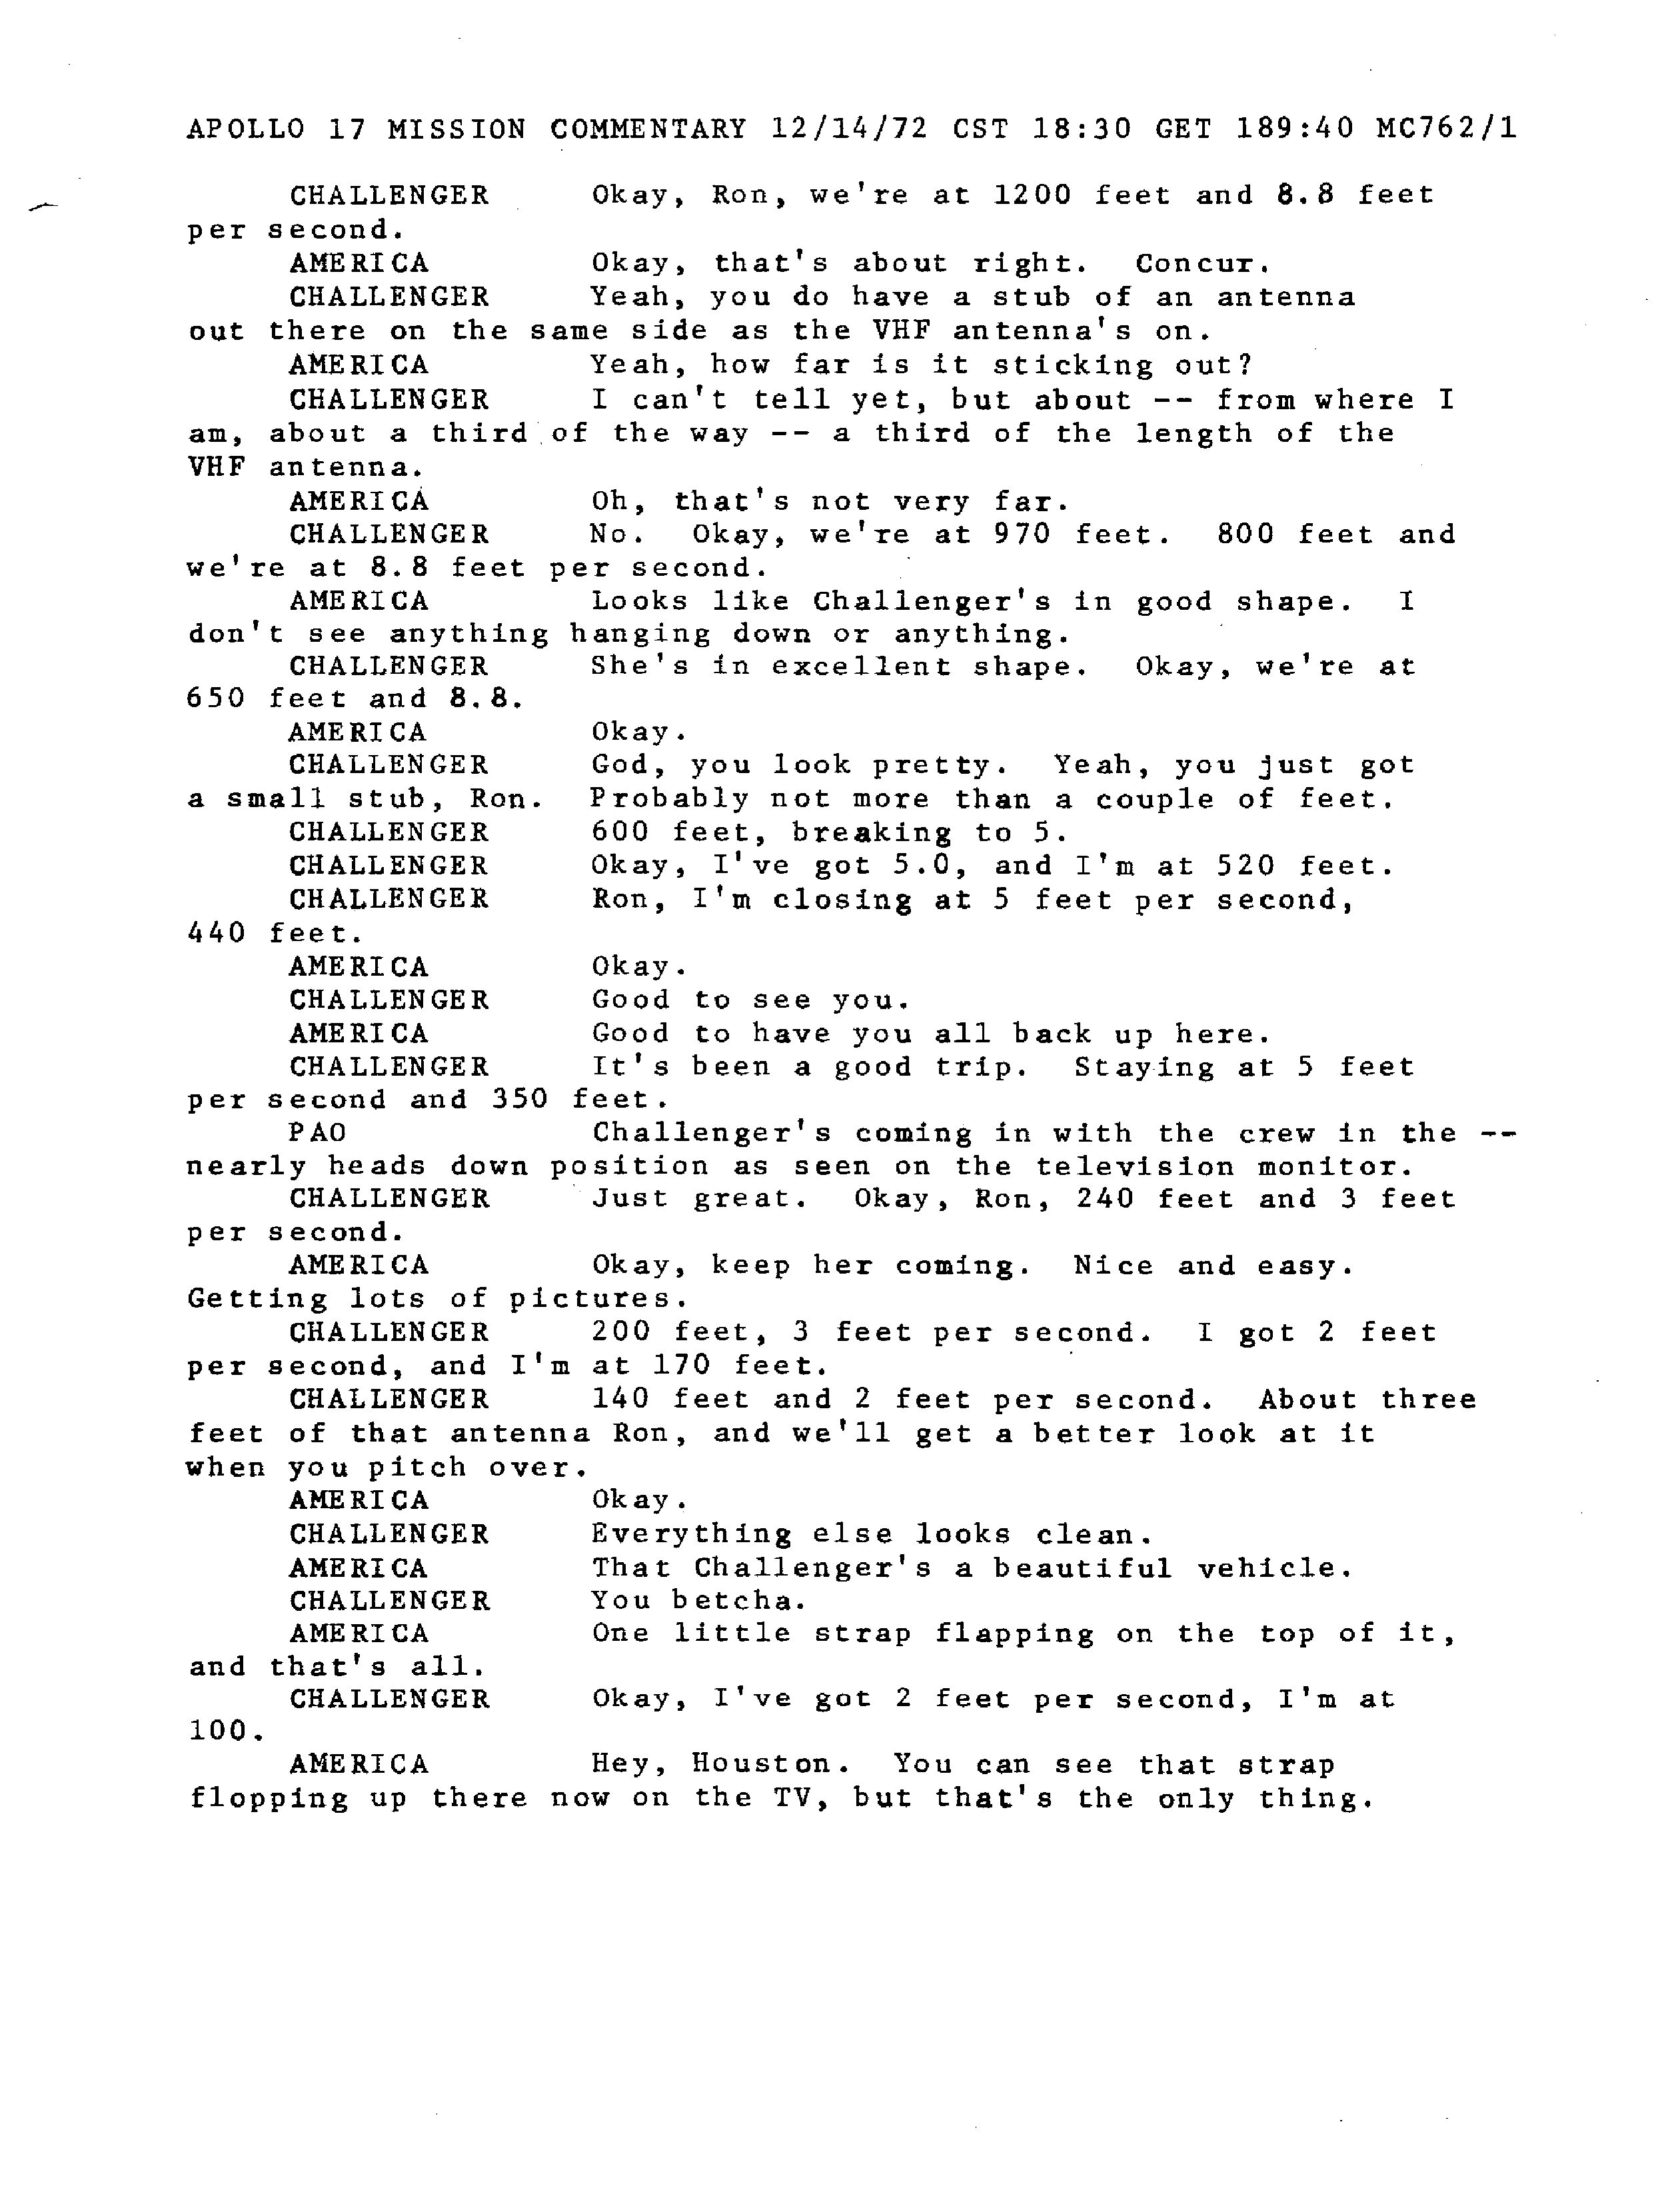 APOLLO 17 MISSION COMMENTARY 12/14/72 CST 18:30 GET 189:40 MC762/1
CHALLENGER Okay, Ron, we're at 1200 feet and 8.8 feet
per second.
AMERICA Okay, that's about right. Concur.
CHALLENGER Yeah, you do have a stub of an antenna
out there on the same side as the VHF antenna's on.
AMERICA Yeah, how far is it sticking out?
CHALLENGER I can't tell yet, but about -- from where I
am, about a third of the way -- a third of the length of the
VHF antenna.
AMERICA Oh, that's not very far.
CHALLENGER No. Okay, we're at 970 feet. 800 feet and
we're at 8.8 feet per second.
AMERICA Looks like Challenger's in good shape. I
don't see anything hanging down or anything.
CHALLENGER She's in excellent shape. Okay, we're at
650 feet and 8.8.
AMERICA Okay.
CHALLENGER God, you look pretty. Yeah, you just got
a small stub, Ron. Probably not more than a couple of feet.
CHALLENGER 600 feet, breaking to 5.
CHALLENGER Okay, I've got 5.0, and I'm at 520 feet.
CHALLENGER Ron, I'm closing at 5 feet per second,
440 feet.
AMERICA Okay.
CHALLENGER Good to see you.
AMERICA Good to have you all back up here.
CHALLENGER It's been a good trip. Staying at 5 feet
per second and 350 feet.
PAO Challenger's coming in with the crew in the --
nearly heads down position as seen on the television monitor.
CHALLENGER Just great. Okay, Ron, 240 feet and 3 feet
per second.
AMERICA Okay, keep her coming. Nice and easy.
Getting lots of pictures.
CHALLENGER 200 feet, 3 feet per second. I got 2 feet
per second, and I'm at 170 feet.
CHALLENGER 140 feet and 2 feet per second. About three
feet of that antenna Ron, and we'll get a better look at it
when you pitch over.
AMERICA Okay.
CHALLENGER Everything else looks clean.
AMERICA That Challenger's a beautiful vehicle.
CHALLENGER You betcha.
AMERICA One little strap flapping on the top of it,
and that's all.
CHALLENGER Okay, I've got 2 feet per second, I'm at
100.
AMERICA Hey, Houston. You can see that strap
flopping up there now on the TV, but that's the only thing.